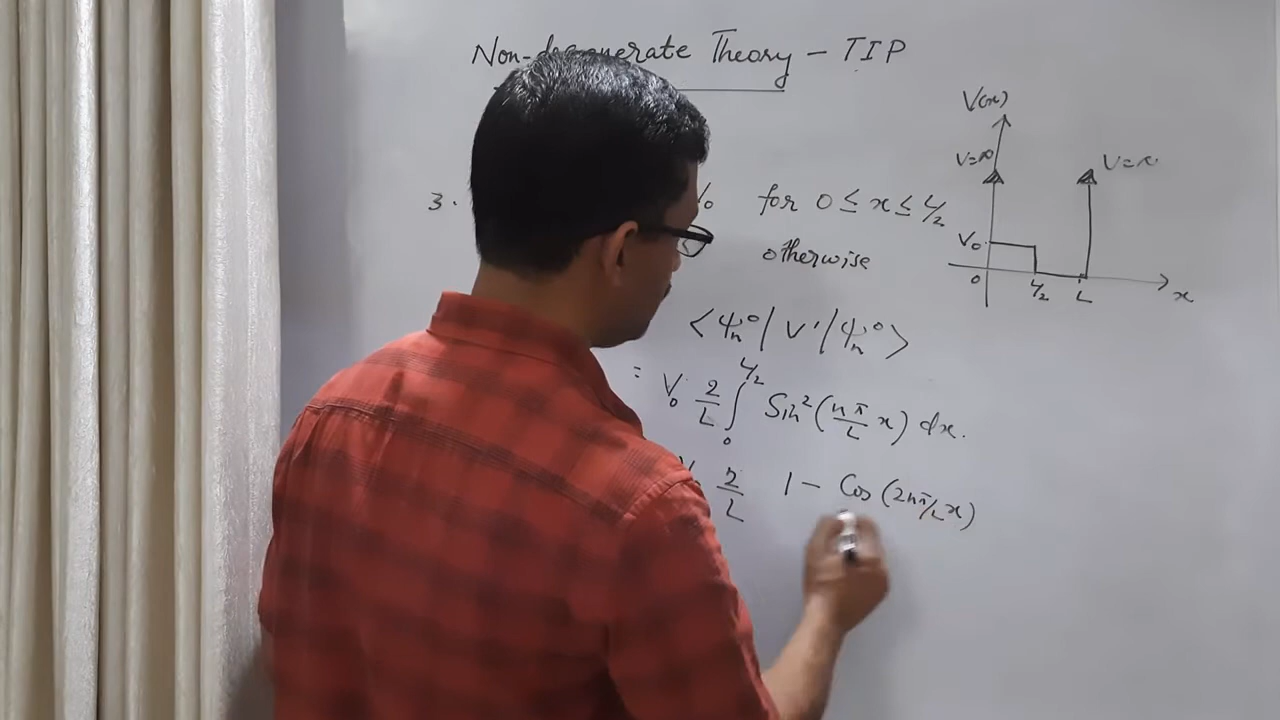 Non-degenerate Theory - TIP
V(x)
V=∞
V=∞
3. V₀ for 0 ≤ x ≤ L/2
V₀
otherwise
0 L/2 L x
<ψₙ⁰| V' |ψₙ⁰>
= V₀ 2/L ∫₀^(L/2) Sin² (nπ/L x) dx.
2/L 1 - Cos (2nπ/L x)